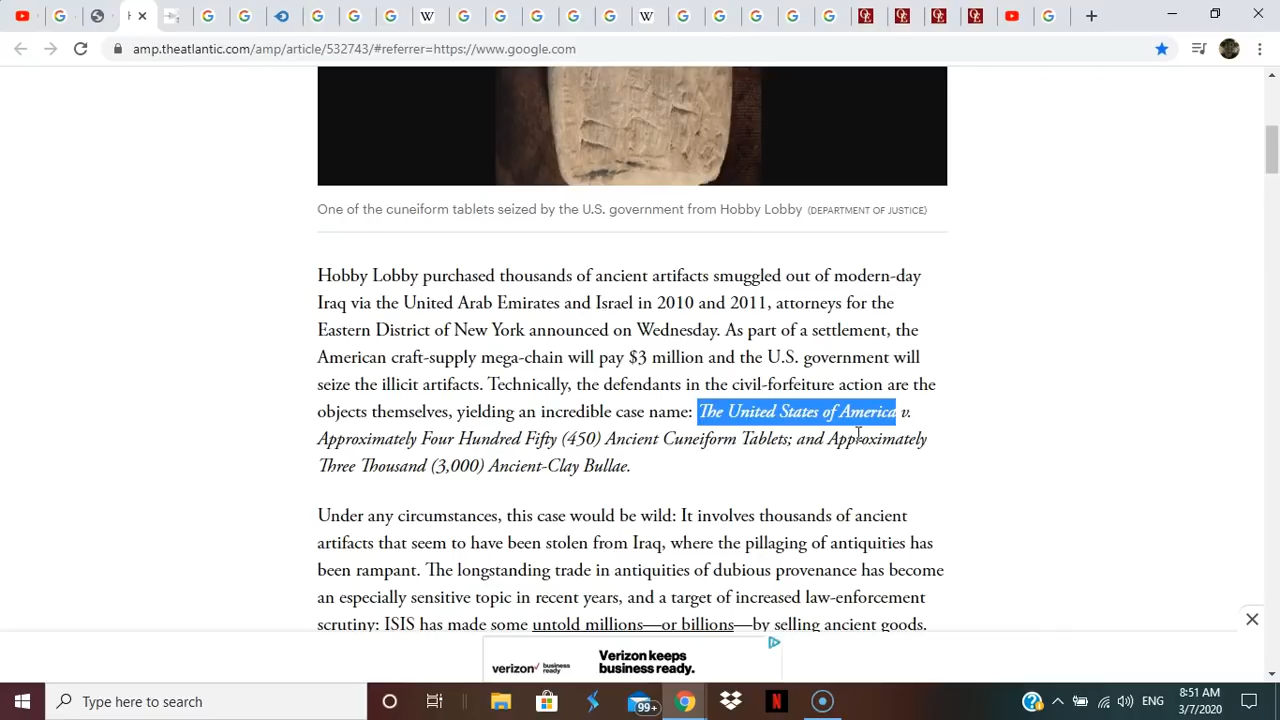 amp.theatlantic.com/amp/article/532743/#referrer=https://www.google.com
One of the cuneiform tablets seized by the U.S. government from Hobby Lobby (DEPARTMENT OF JUSTICE)
Hobby Lobby purchased thousands of ancient artifacts smuggled out of modern-day
Iraq via the United Arab Emirates and Israel in 2010 and 2011, attorneys for the
Eastern District of New York announced on Wednesday. As part of a settlement, the
American craft-supply mega-chain will pay $3 million and the U.S. government will
seize the illicit artifacts. Technically, the defendants in the civil-forfeiture action are the
objects themselves, yielding an incredible case name: The United States of America v.
Approximately Four Hundred Fifty (450) Ancient Cuneiform Tablets; and Approximately
Three Thousand (3,000) Ancient-Clay Bullae.
Under any circumstances, this case would be wild: It involves thousands of ancient
artifacts that seem to have been stolen from Iraq, where the pillaging of antiquities has
been rampant. The longstanding trade in antiquities of dubious provenance has become
an especially sensitive topic in recent years, and a target of increased law-enforcement
scrutiny: ISIS has made some untold millions—or billions—by selling ancient goods.
verizon✓ business ready
Verizon keeps
business ready.
Type here to search
99+
ENG
8:51 AM
3/7/2020